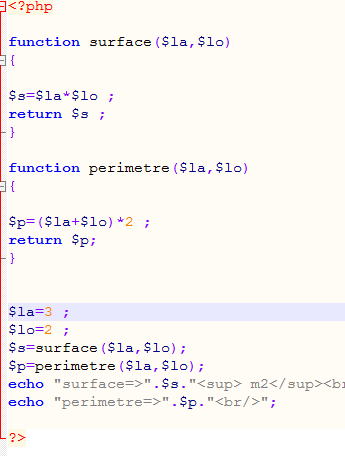 <?php
function surface($la,$lo)
{
$s=$la*$lo ;
return $s ;
}
function perimetre($la,$lo)
{
$p=($la+$lo)*2 ;
return $p;
}
$la=3 ;
$lo=2 ;
$s=surface($la,$lo);
$p=perimetre($la,$lo);
echo "surface=>".$s."<sup> m2</sup><br
echo "perimetre=>".$p."<br/>";
?>